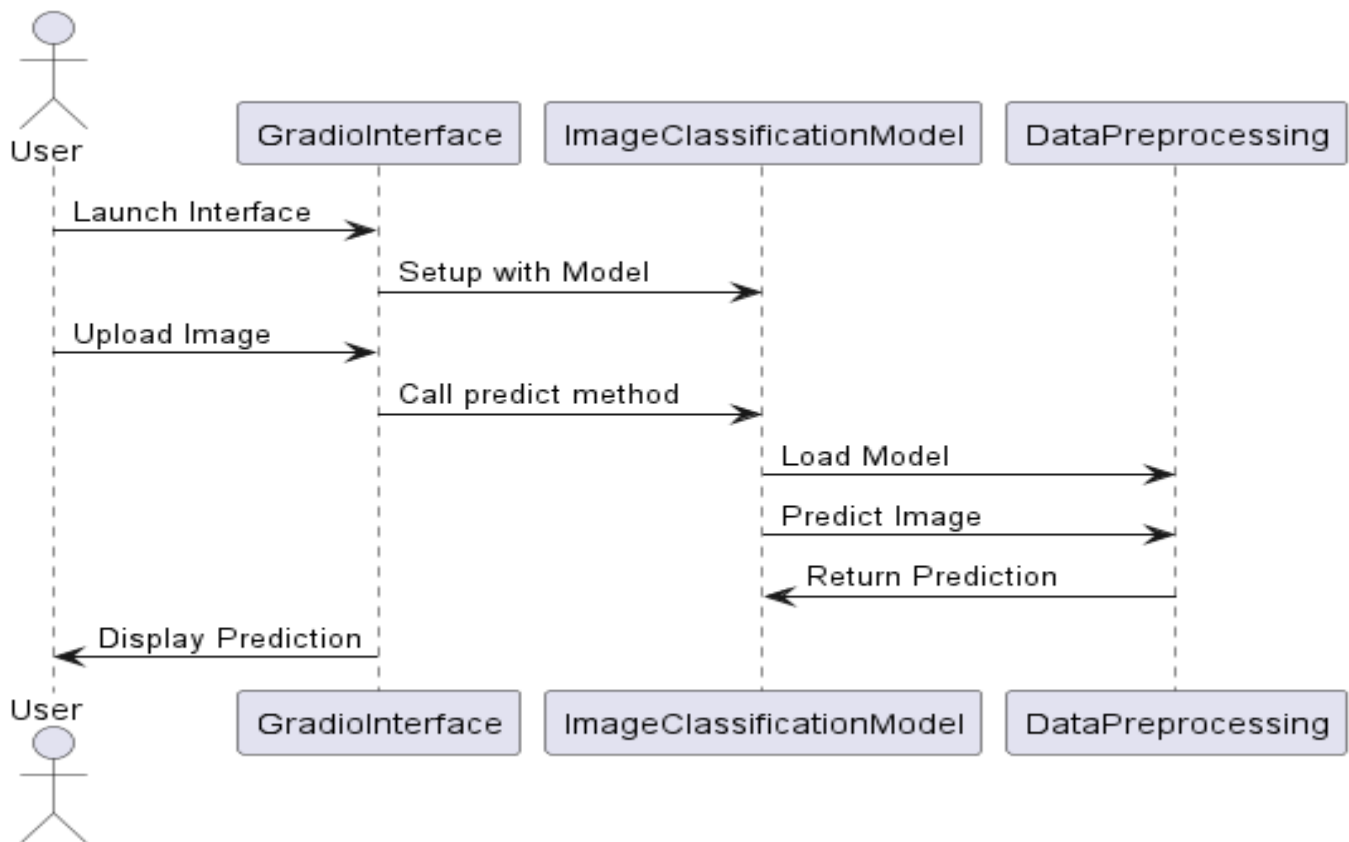 User
GradioInterface
ImageClassificationModel
DataPreprocessing
Launch Interface
Setup with Model
Upload Image
Call predict method
Load Model
Predict Image
Return Prediction
Display Prediction
User
GradioInterface
ImageClassificationModel
DataPreprocessing